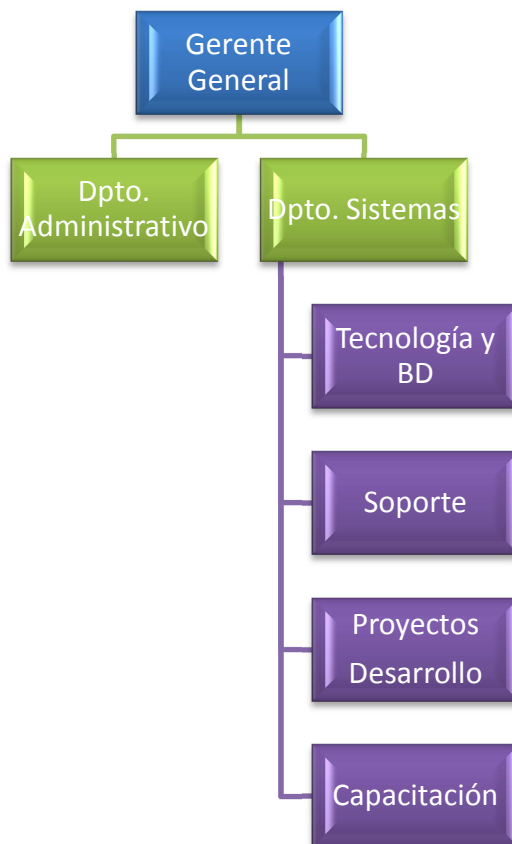 Gerente
General
Dpto.
Administrativo
Dpto. Sistemas
Tecnología y
BD
Soporte
Proyectos
Desarrollo
Capacitación